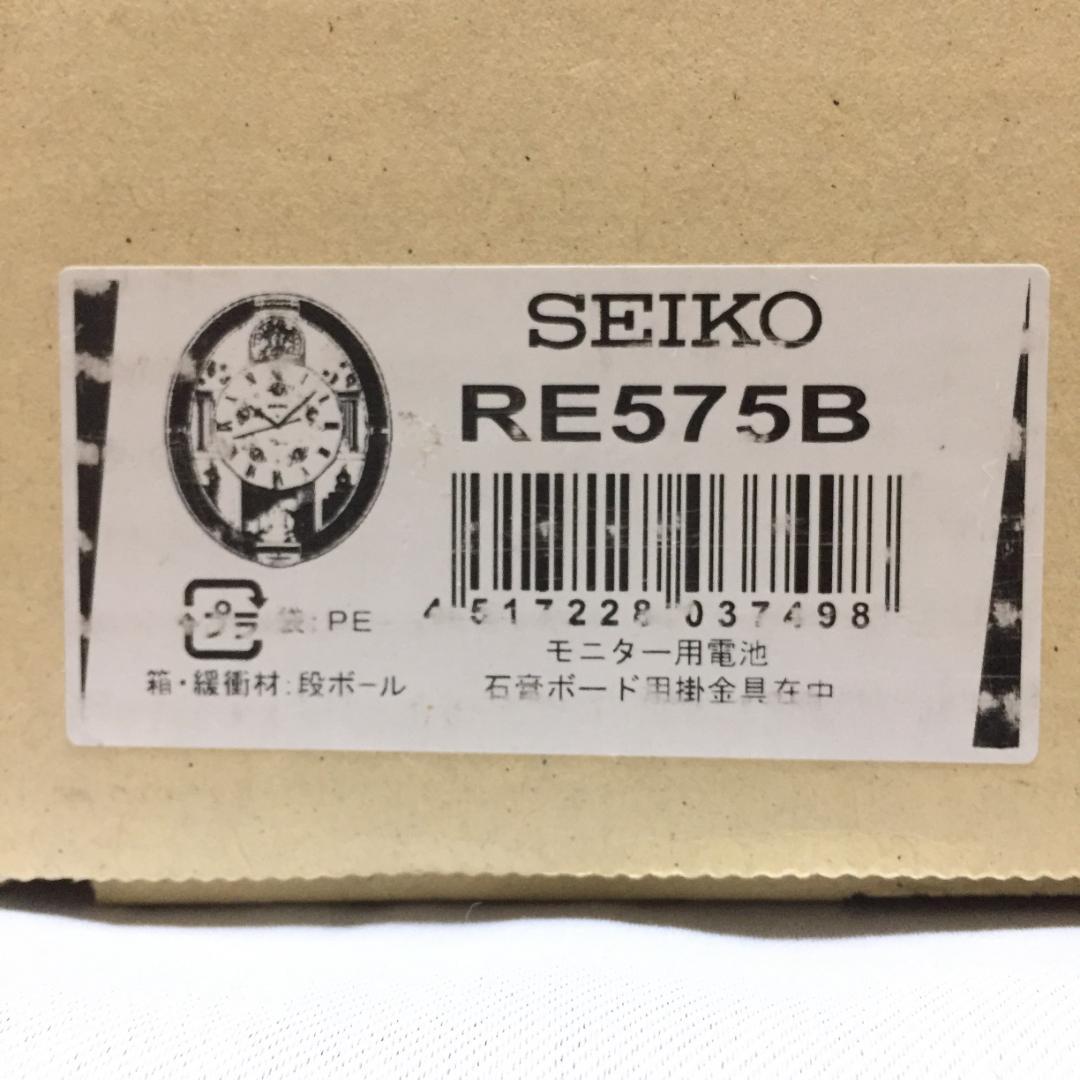 SEIKO
RE575B
4 517228 037498
プラ 袋:PE
モニター用電池
箱・緩衝材:段ボール
石膏ボード用掛金具在中